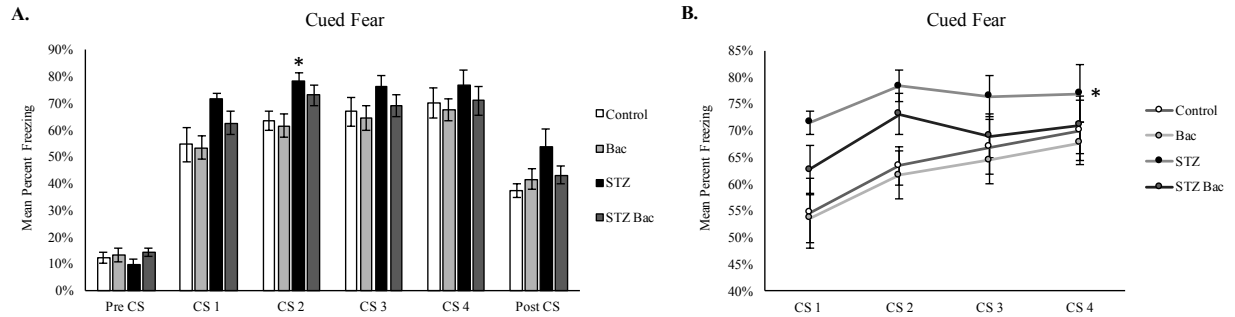 A.
Cued Fear
Mean Percent Freezing
90%
80%
70%
60%
50%
40%
30%
20%
10%
0%
*
Pre CS CS 1 CS 2 CS 3 CS 4 Post CS
Control
Bac
STZ
STZ Bac
B.
Cued Fear
Mean Percent Freezing
85%
80%
75%
70%
65%
60%
55%
50%
45%
40%
*
CS 1 CS 2 CS 3 CS 4
Control
Bac
STZ
STZ Bac